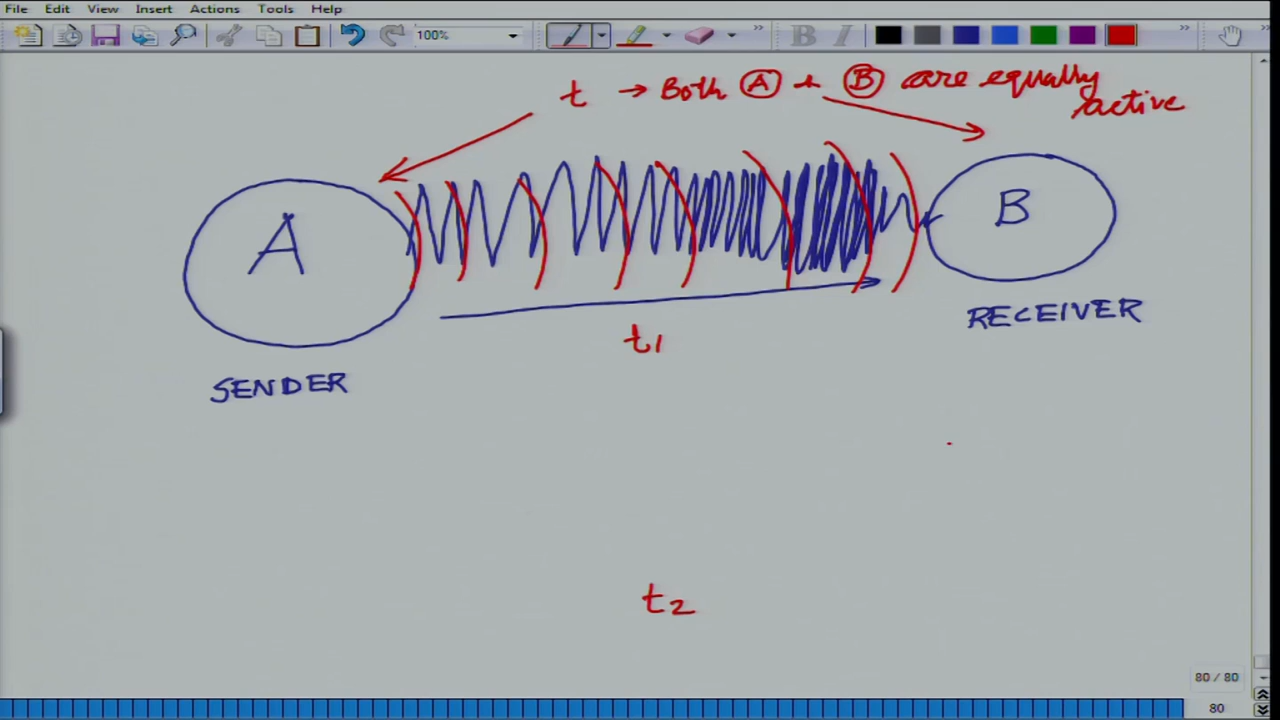 File Edit View Insert Actions Tools Help
100%
B I
t → Both A + B are equally
active
A
B
t1
RECEIVER
SENDER
t2
80 / 80
80